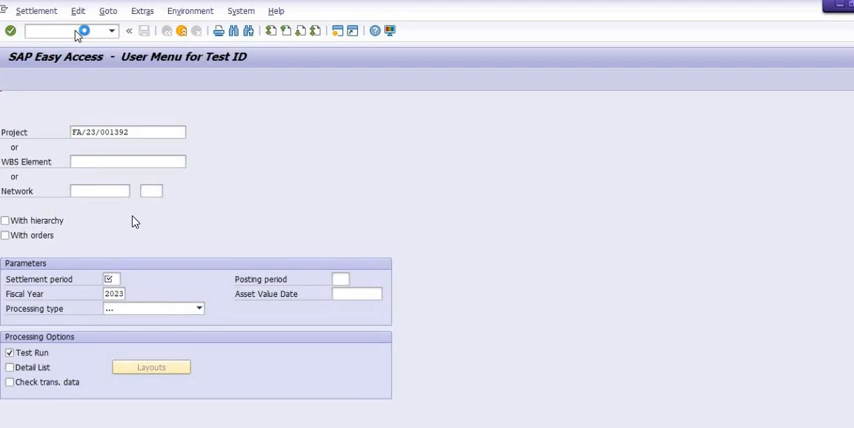 Settlement Edit Goto Extras Environment System Help
«
SAP Easy Access - User Menu for Test ID
Project FA/23/001392
or
WBS Element
or
Network
With hierarchy
With orders
Parameters
Settlement period Posting period
Fiscal Year 2023 Asset Value Date
Processing type ...
Processing Options
Test Run
Detail List Layouts
Check trans. data